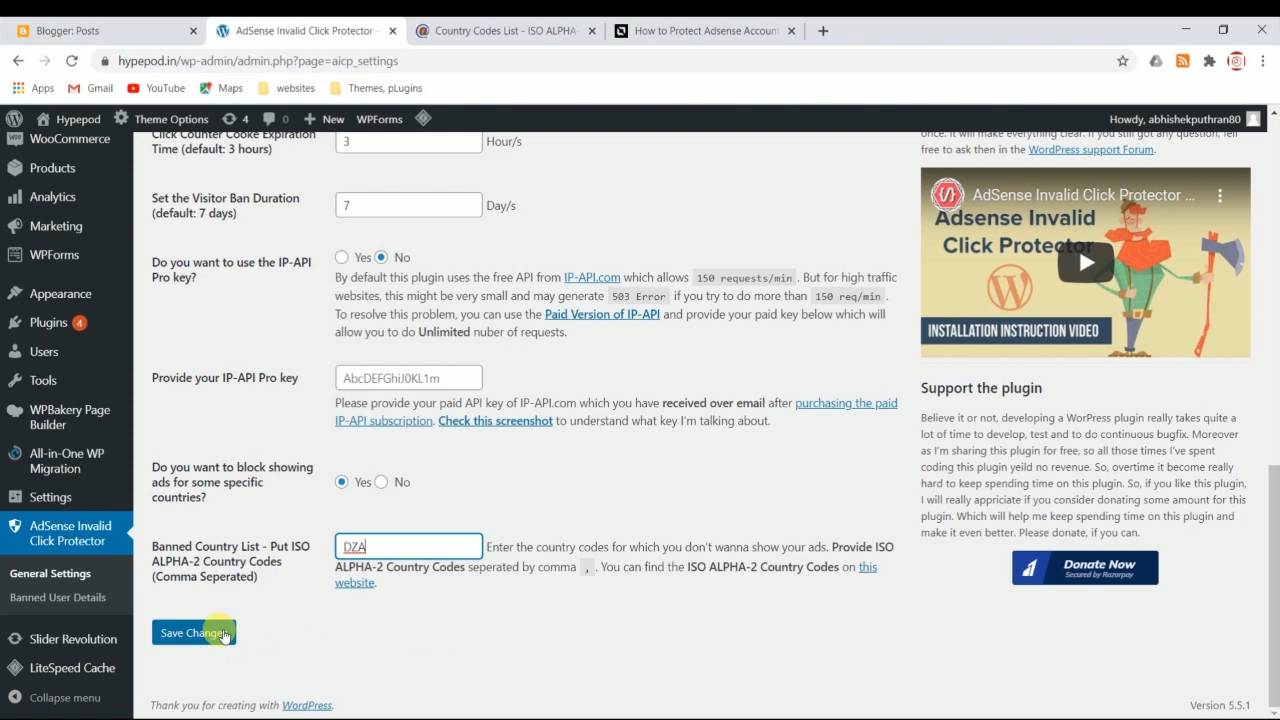 Blogger: Posts
AdSense Invalid Click Protector -
Country Codes List - ISO ALPHA-
How to Protect Adsense Account
hypepod.in/wp-admin/admin.php?page=aicp_settings
Apps Gmail YouTube Maps websites Themes, pLugins
Hypepod Theme Options 4 0 New WPForms
Howdy, abhishekputhran80
WooCommerce
Products
Analytics
Marketing
WPForms
Appearance
Plugins 4
Users
Tools
WPBakery Page
Builder
All-in-One WP
Migration
Settings
AdSense Invalid
Click Protector
General Settings
Banned User Details
Slider Revolution
LiteSpeed Cache
Collapse menu
Click Counter Cooke Expiration
Time (default: 3 hours)
3 Hour/s
Set the Visitor Ban Duration
(default: 7 days)
7 Day/s
Do you want to use the IP-API
Pro key?
Yes No
By default this plugin uses the free API from IP-API.com which allows 150 requests/min . But for high traffic
websites, this might be very small and may generate 503 Error if you try to do more than 150 req/min .
To resolve this problem, you can use the Paid Version of IP-API and provide your paid key below which will
allow you to do Unlimited nuber of requests.
Provide your IP-API Pro key
AbcDEFGhiJ0KL1m
Please provide your paid API key of IP-API.com which you have received over email after purchasing the paid
IP-API subscription. Check this screenshot to understand what key I'm talking about.
Do you want to block showing
ads for some specific
countries?
Yes No
Banned Country List - Put ISO
ALPHA-2 Country Codes
(Comma Seperated)
DZA Enter the country codes for which you don't wanna show your ads. Provide ISO
ALPHA-2 Country Codes seperated by comma , . You can find the ISO ALPHA-2 Country Codes on this
website.
Save Changes
Thank you for creating with WordPress.
Version 5.5.1
once. It will make everything clear. If you still got any question, fell
free to ask then in the WordPress support Forum.
AdSense Invalid Click Protector ...
Adsense Invalid
Click Protector
INSTALLATION INSTRUCTION VIDEO
Support the plugin
Believe it or not, developing a WorPress plugin really takes quite a
lot of time to develop, test and to do continuous bugfix. Moreover
as I'm sharing this plugin for free, so all those times I've spent
coding this plugin yeild no revenue. So, overtime it become really
hard to keep spending time on this plugin. So, if you like this plugin,
I will really appriciate if you consider donating some amount for this
plugin. Which will help me keep spending time on this plugin and
make it even better. Please donate, if you can.
Donate Now
Secured by Razorpay